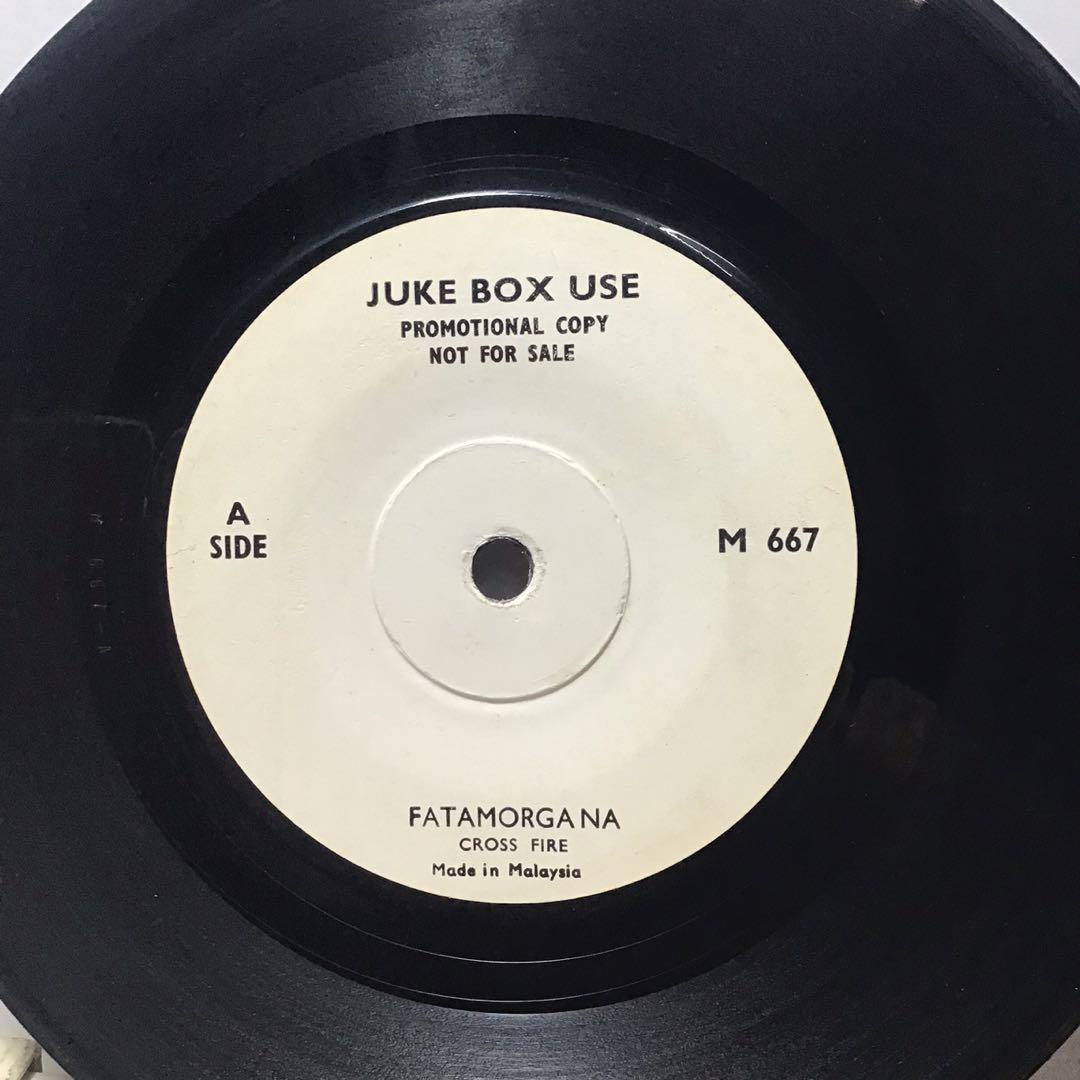 JUKE BOX USE
PROMOTIONAL COPY
NOT FOR SALE
A
SIDE
M 667
FATAMORGANA
CROSS FIRE
Made in Malaysia